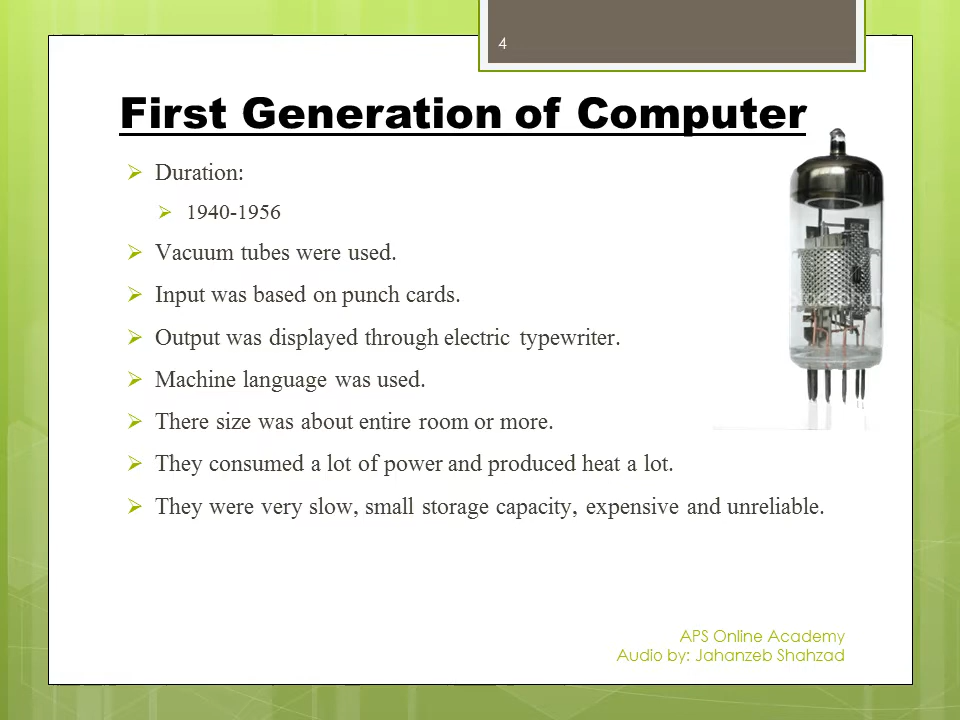 4
First Generation of Computer
Duration:
1940-1956
Vacuum tubes were used.
Input was based on punch cards.
Output was displayed through electric typewriter.
Machine language was used.
There size was about entire room or more.
They consumed a lot of power and produced heat a lot.
They were very slow, small storage capacity, expensive and unreliable.
APS Online Academy
Audio by: Jahanzeb Shahzad